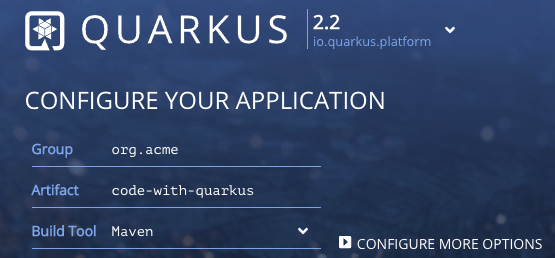 QUARKUS 2.2
io.quarkus.platform
CONFIGURE YOUR APPLICATION
Group org.acme
Artifact code-with-quarkus
Build Tool Maven
CONFIGURE MORE OPTIONS